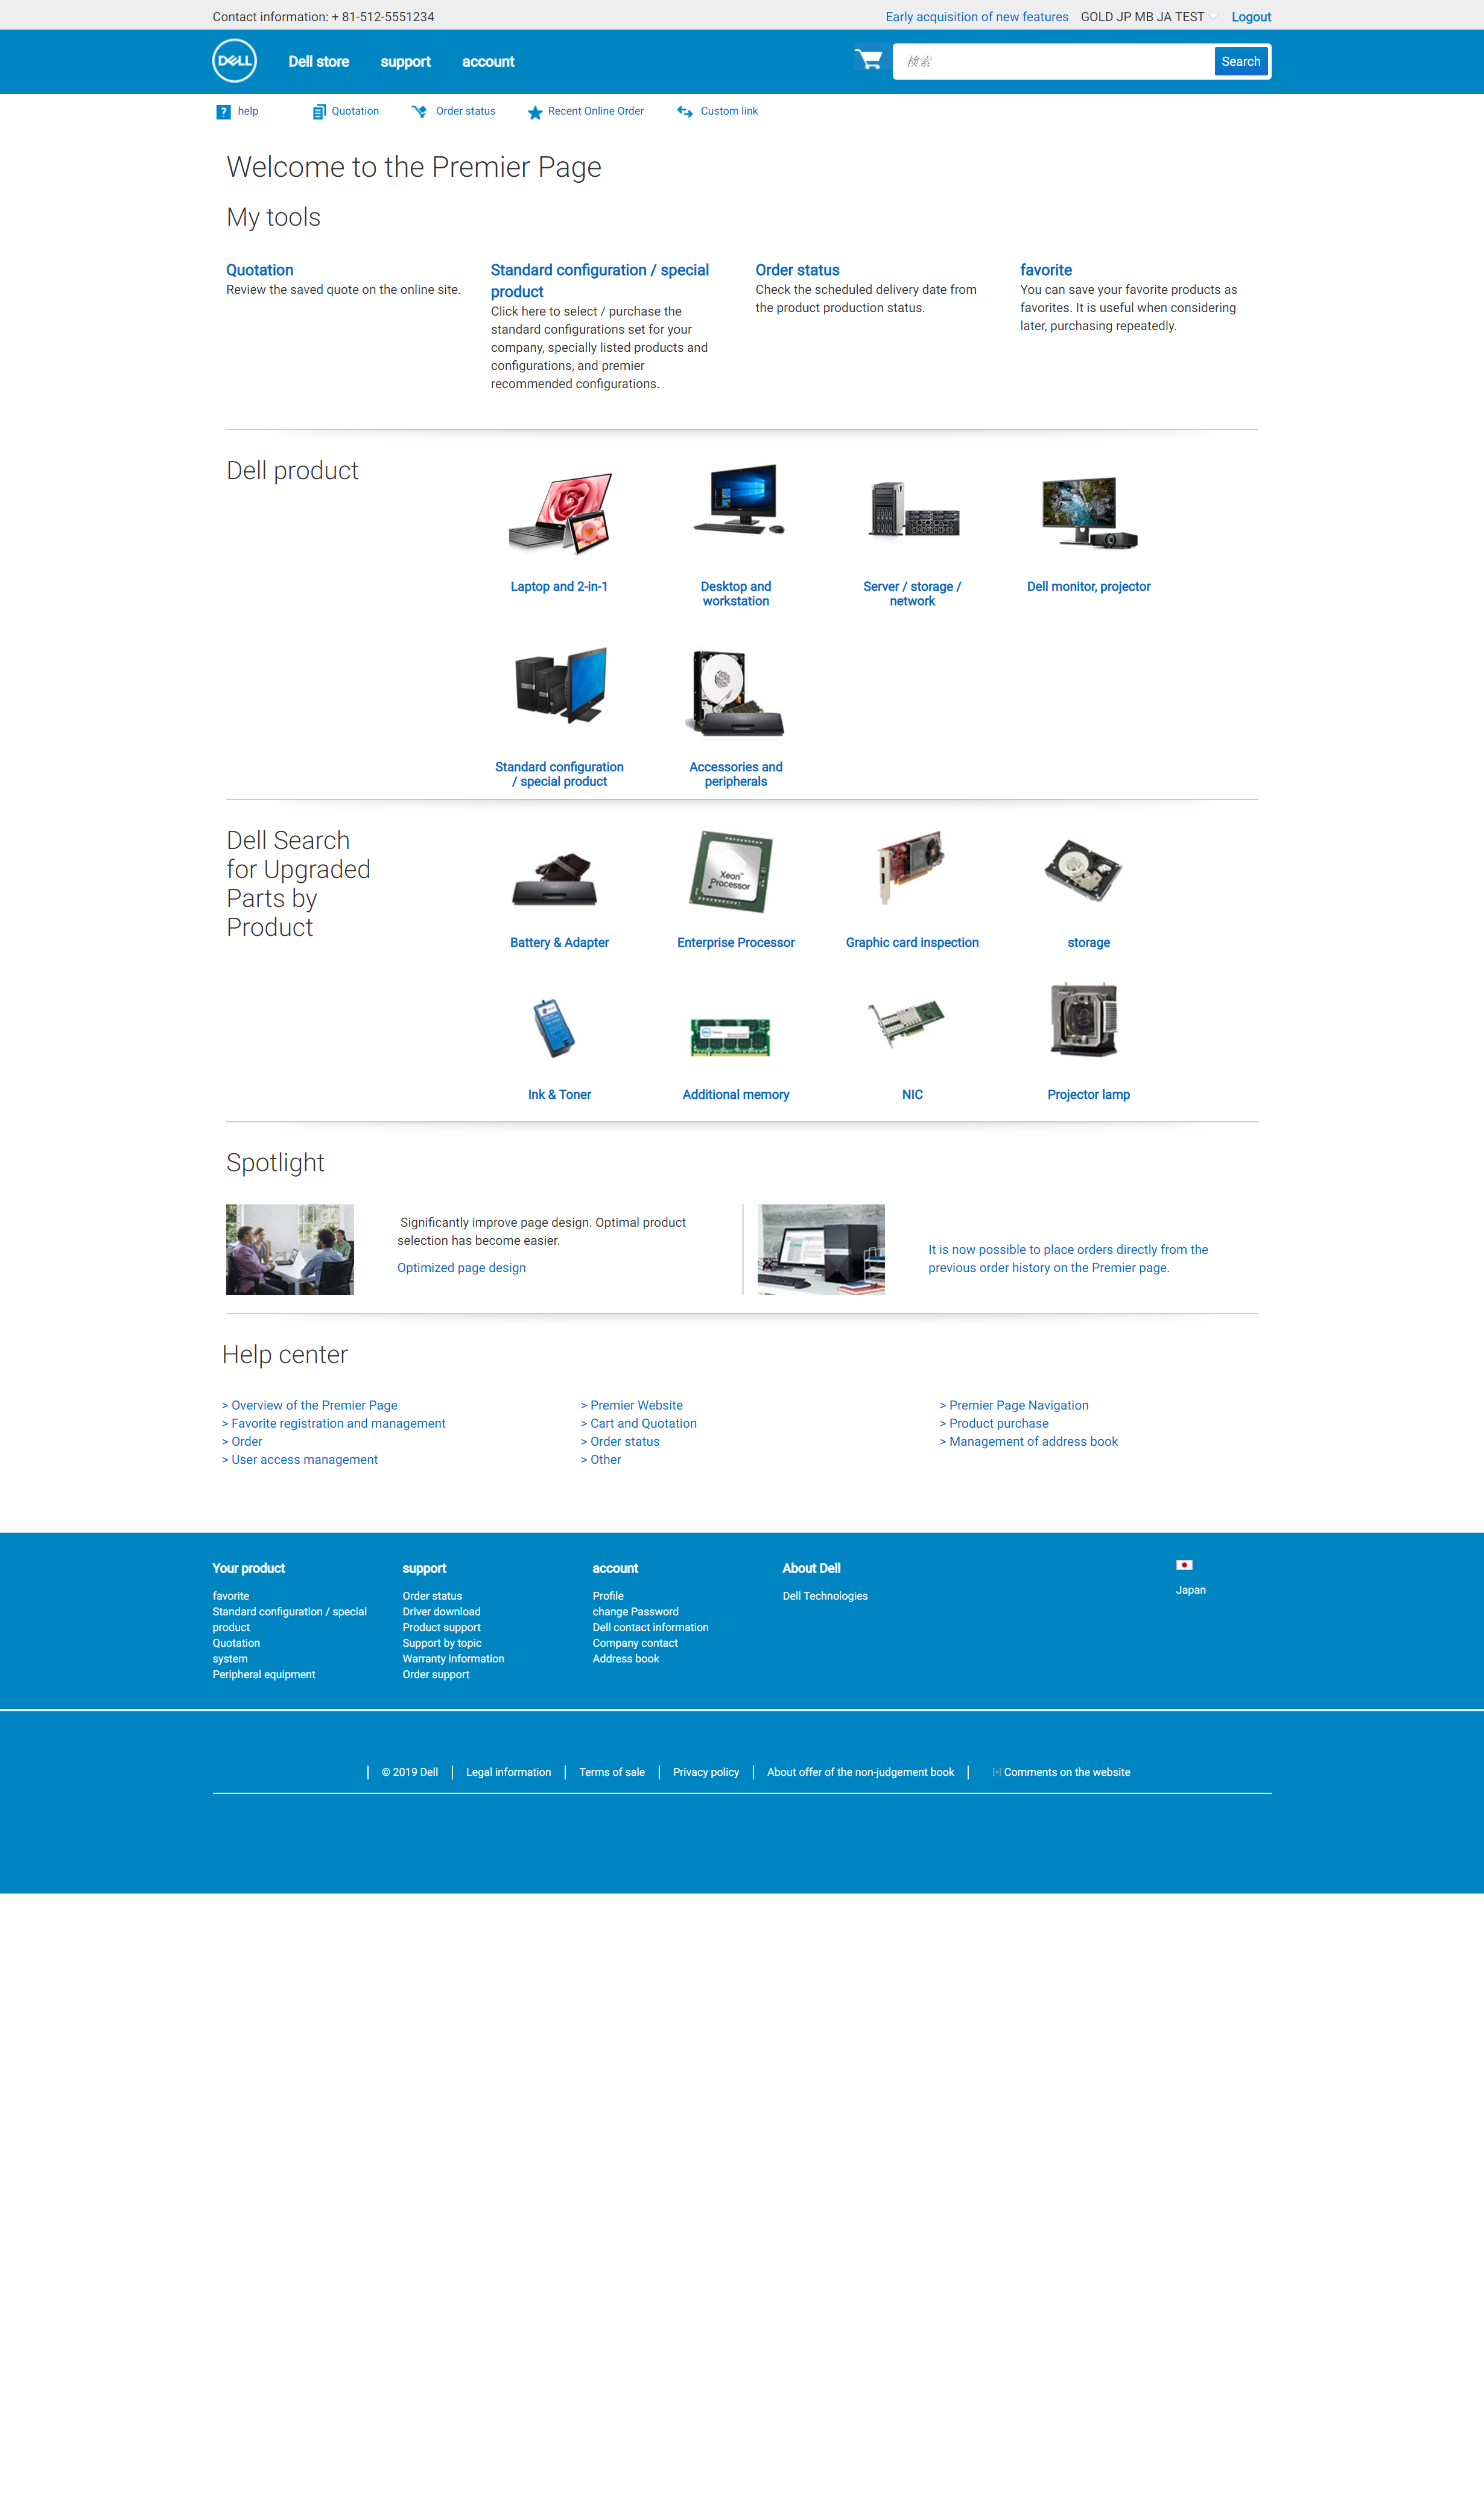 Contact information: + 81-512-5551234
Early acquisition of new features
GOLD JP MB JA TEST
Logout
DELL
Dell store
support
account
検索
Search
? help
Quotation
Order status
Recent Online Order
Custom link
Welcome to the Premier Page
My tools
Quotation
Review the saved quote on the online site.
Standard configuration / special
product
Click here to select / purchase the
standard configurations set for your
company, specially listed products and
configurations, and premier
recommended configurations.
Order status
Check the scheduled delivery date from
the product production status.
favorite
You can save your favorite products as
favorites. It is useful when considering
later, purchasing repeatedly.
Dell product
Laptop and 2-in-1
Desktop and
workstation
Server / storage /
network
Dell monitor, projector
Standard configuration
/ special product
Accessories and
peripherals
Dell Search
for Upgraded
Parts by
Product
Xeon™
Processor
Battery & Adapter
Enterprise Processor
Graphic card inspection
storage
Ink & Toner
Additional memory
NIC
Projector lamp
Spotlight
Significantly improve page design. Optimal product
selection has become easier.
Optimized page design
It is now possible to place orders directly from the
previous order history on the Premier page.
Help center
> Overview of the Premier Page
> Favorite registration and management
> Order
> User access management
> Premier Website
> Cart and Quotation
> Order status
> Other
> Premier Page Navigation
> Product purchase
> Management of address book
Your product
favorite
Standard configuration / special
product
Quotation
system
Peripheral equipment
support
Order status
Driver download
Product support
Support by topic
Warranty information
Order support
account
Profile
change Password
Dell contact information
Company contact
Address book
About Dell
Dell Technologies
Japan
| © 2019 Dell | Legal information | Terms of sale | Privacy policy | About offer of the non-judgement book | [+] Comments on the website